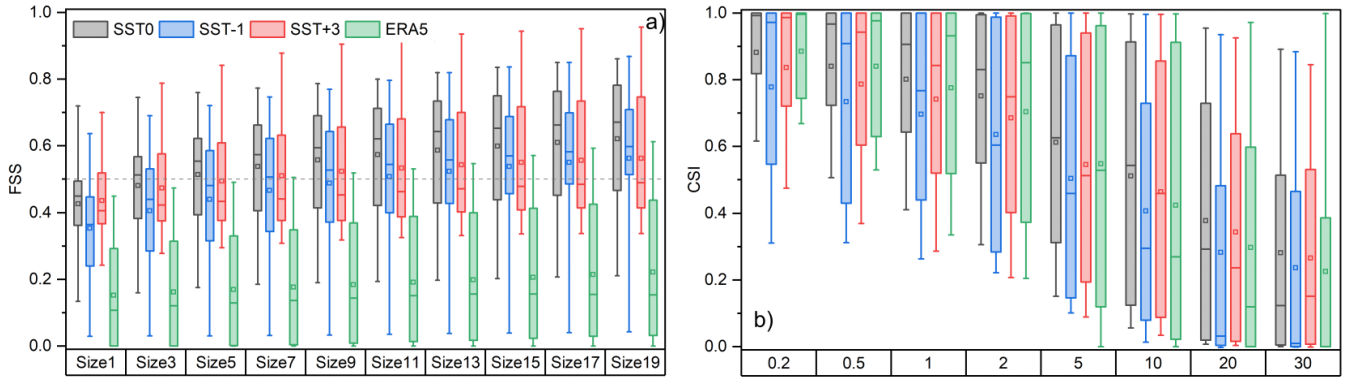 1.0
0.8
0.6
0.4
0.2
0.0
FSS
SST0 SST-1 SST+3 ERA5
a)
Size1 Size3 Size5 Size7 Size9 Size11 Size13 Size15 Size17 Size19
1.0
0.8
0.6
0.4
0.2
0.0
CSI
b)
0.2 0.5 1 2 5 10 20 30